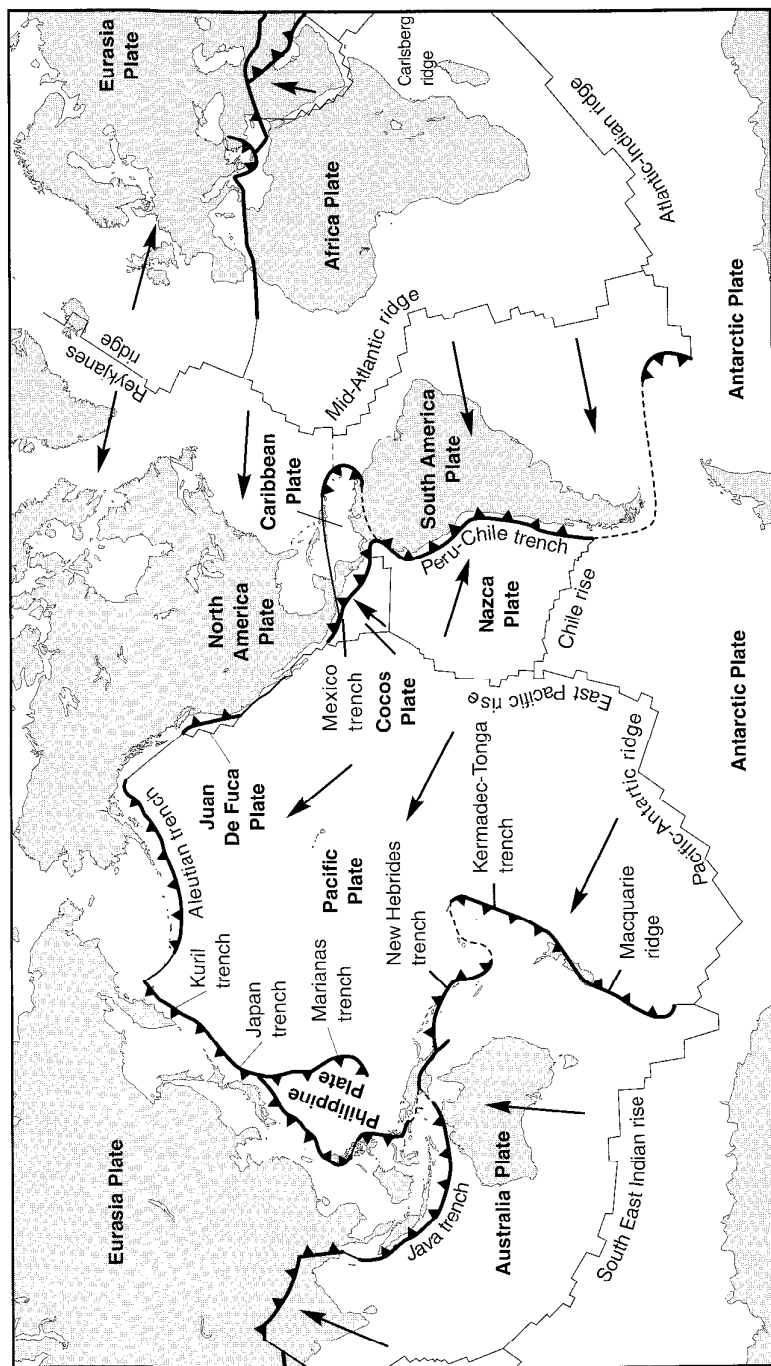 Eurasia Plate
Aleutian trench
Kuril
trench
Japan
trench
Marianas
trench
Philippine
Plate
Juan
De Fuca
Plate
North
America
Plate
Reykjanes
ridge
Eurasia
Plate
Pacific
Plate
Mexico
trench
Cocos
Plate
Caribbean
Plate
Mid-Atlantic ridge
Africa Plate
Carlsberg
ridge
Java trench
New Hebrides
trench
Kermadec-Tonga
trench
Nazca
Plate
Peru-Chile trench
South America
Plate
Australia Plate
East Pacific rise
Chile rise
Macquarie
ridge
South East Indian rise
Pacific-Antartic ridge
Atlantic-Indian ridge
Antarctic Plate
Antarctic Plate